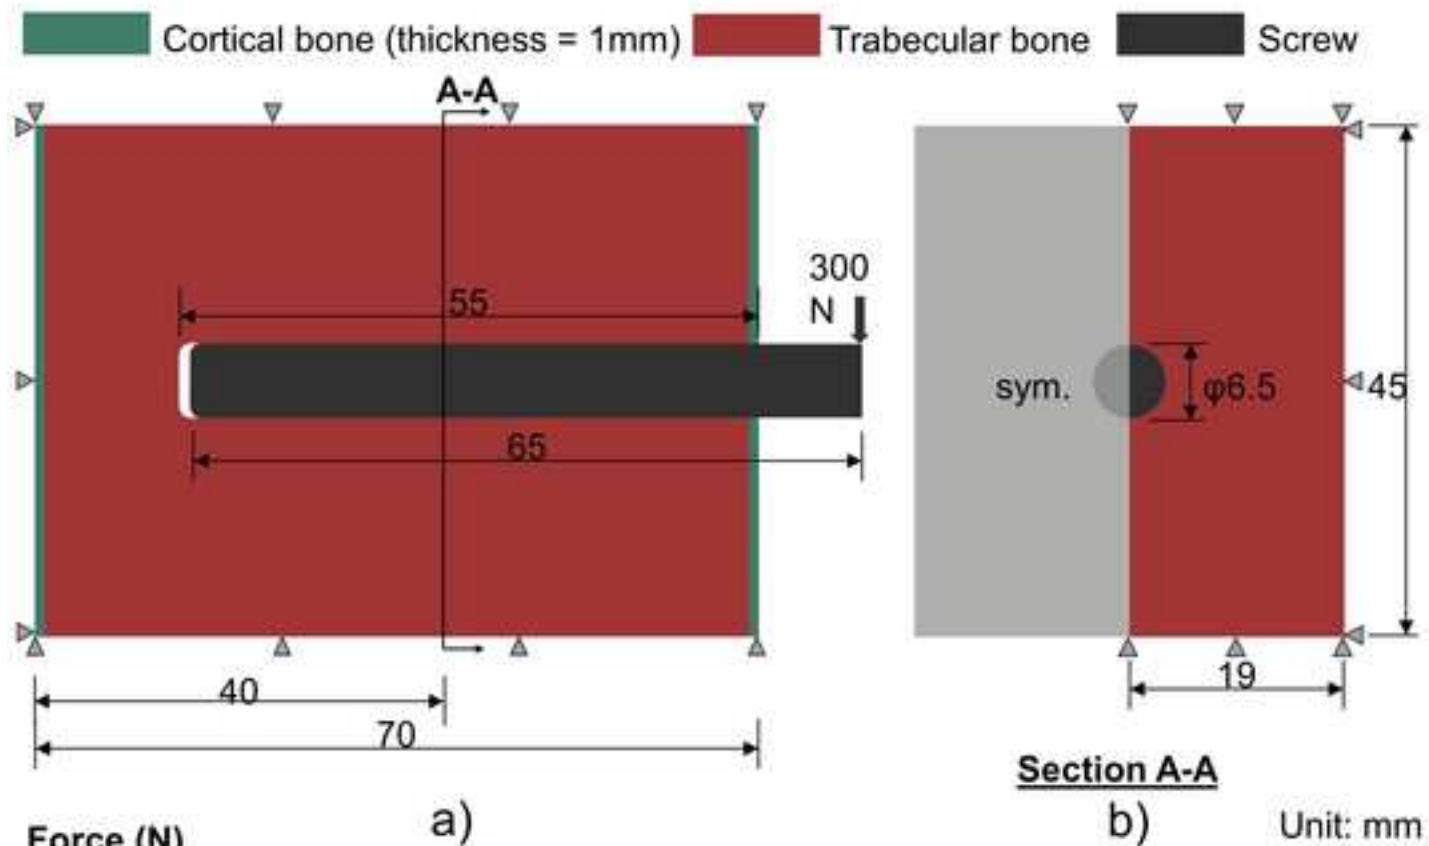 Cortical bone (thickness = 1mm) Trabecular bone Screw
A-A
300
N
55
65
sym.
φ6.5
45
40
70
19
Section A-A
a)
b)
Unit: mm
Force (N)